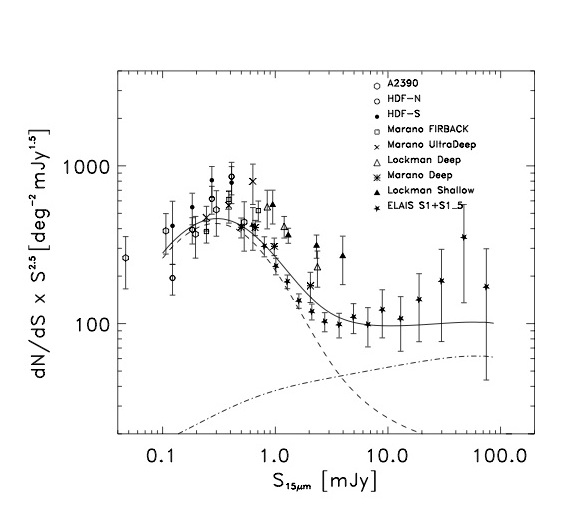 A2390
HDF-N
HDF-S
Marano FIRBACK
Marano UltraDeep
Lockman Deep
Marano Deep
Lockman Shallow
ELAIS S1+S1_5
1000
100
dN/dS x S^2.5 [deg^-2 mJy^1.5]
0.1 1.0 10.0 100.0
S_15μm [mJy]